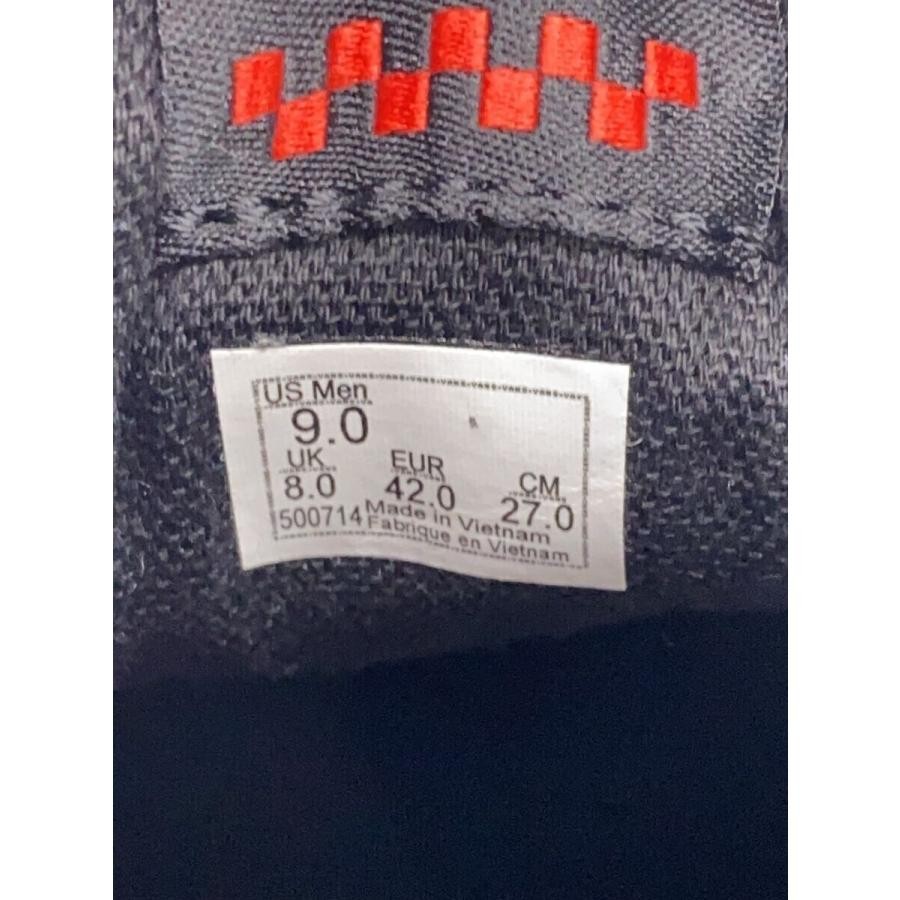 US Men
9.0
UK EUR CM
8.0 42.0 27.0
500714 Made in Vietnam
Fabrique en Vietnam